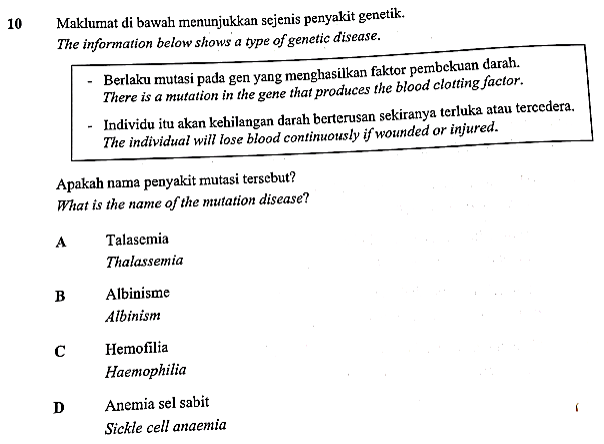 10 Maklumat di bawah menunjukkan sejenis penyakit genetik.
The information below shows a type of genetic disease.
- Berlaku mutasi pada gen yang menghasilkan faktor pembekuan darah.
There is a mutation in the gene that produces the blood clotting factor.
- Individu itu akan kehilangan darah berterusan sekiranya terluka atau tercedera.
The individual will lose blood continuously if wounded or injured.
Apakah nama penyakit mutasi tersebut?
What is the name of the mutation disease?
A Talasemia
Thalassemia
B Albinisme
Albinism
C Hemofilia
Haemophilia
D Anemia sel sabit
Sickle cell anaemia